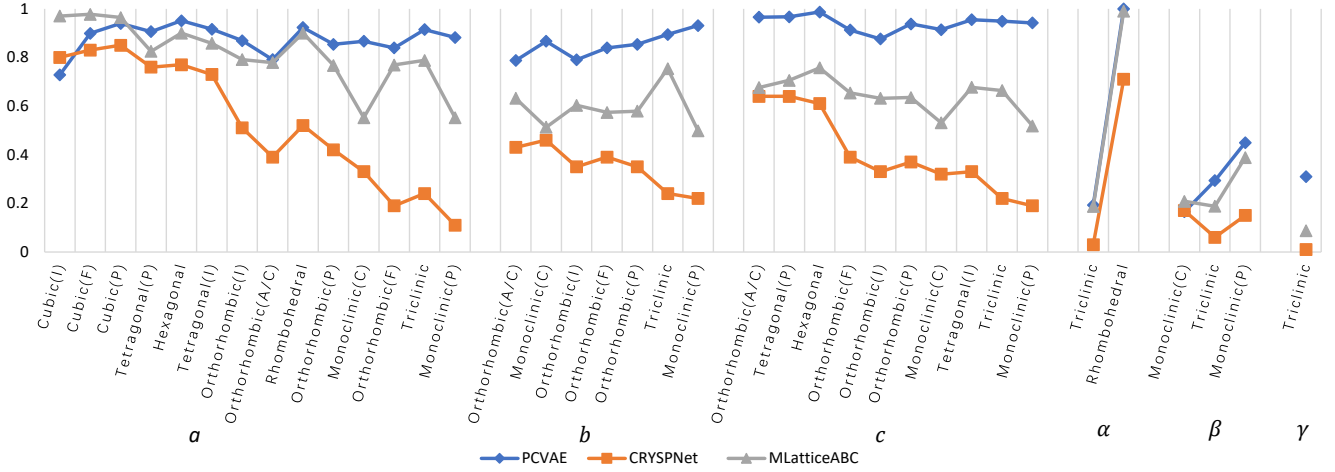 1
0.8
0.6
0.4
0.2
0
Cubic(I)
Cubic(F)
Cubic(P)
Tetragonal(P)
Hexagonal
Tetragonal(I)
Orthorhombic(I)
Orthorhombic(A/C)
Rhombohedral
Orthorhombic(P)
Monoclinic(C)
Orthorhombic(F)
Triclinic
Monoclinic(P)
Orthorhombic(A/C)
Monoclinic(C)
Orthorhombic(I)
Orthorhombic(F)
Orthorhombic(P)
Triclinic
Monoclinic(P)
Orthorhombic(A/C)
Tetragonal(P)
Hexagonal
Orthorhombic(F)
Orthorhombic(I)
Orthorhombic(P)
Monoclinic(C)
Tetragonal(I)
Triclinic
Monoclinic(P)
Triclinic
Rhombohedral
Monoclinic(C)
Triclinic
Monoclinic(P)
Triclinic
a b c α β γ
PCVAE CRYSPNet MLatticeABC